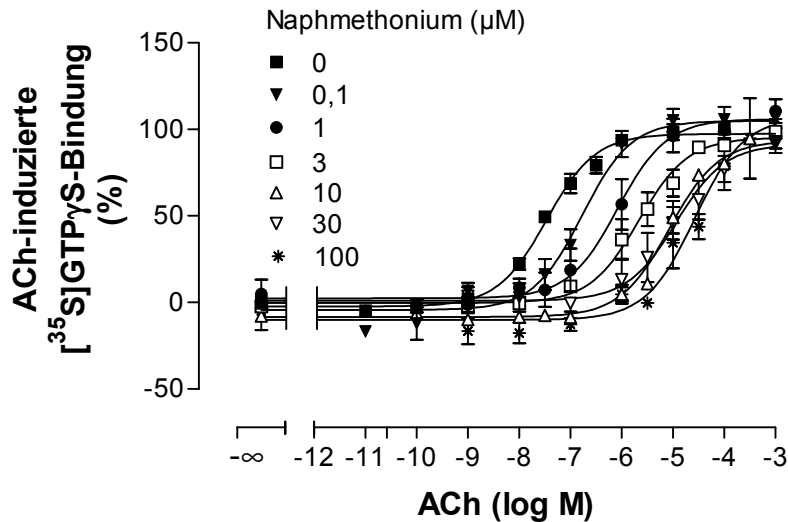 Naphmethonium (µM)
0
0,1
1
3
10
30
100
ACh-induzierte
[³⁵S]GTPγS-Bindung
(%)
150
100
50
0
-50
-∞ -12 -11 -10 -9 -8 -7 -6 -5 -4 -3
ACh (log M)